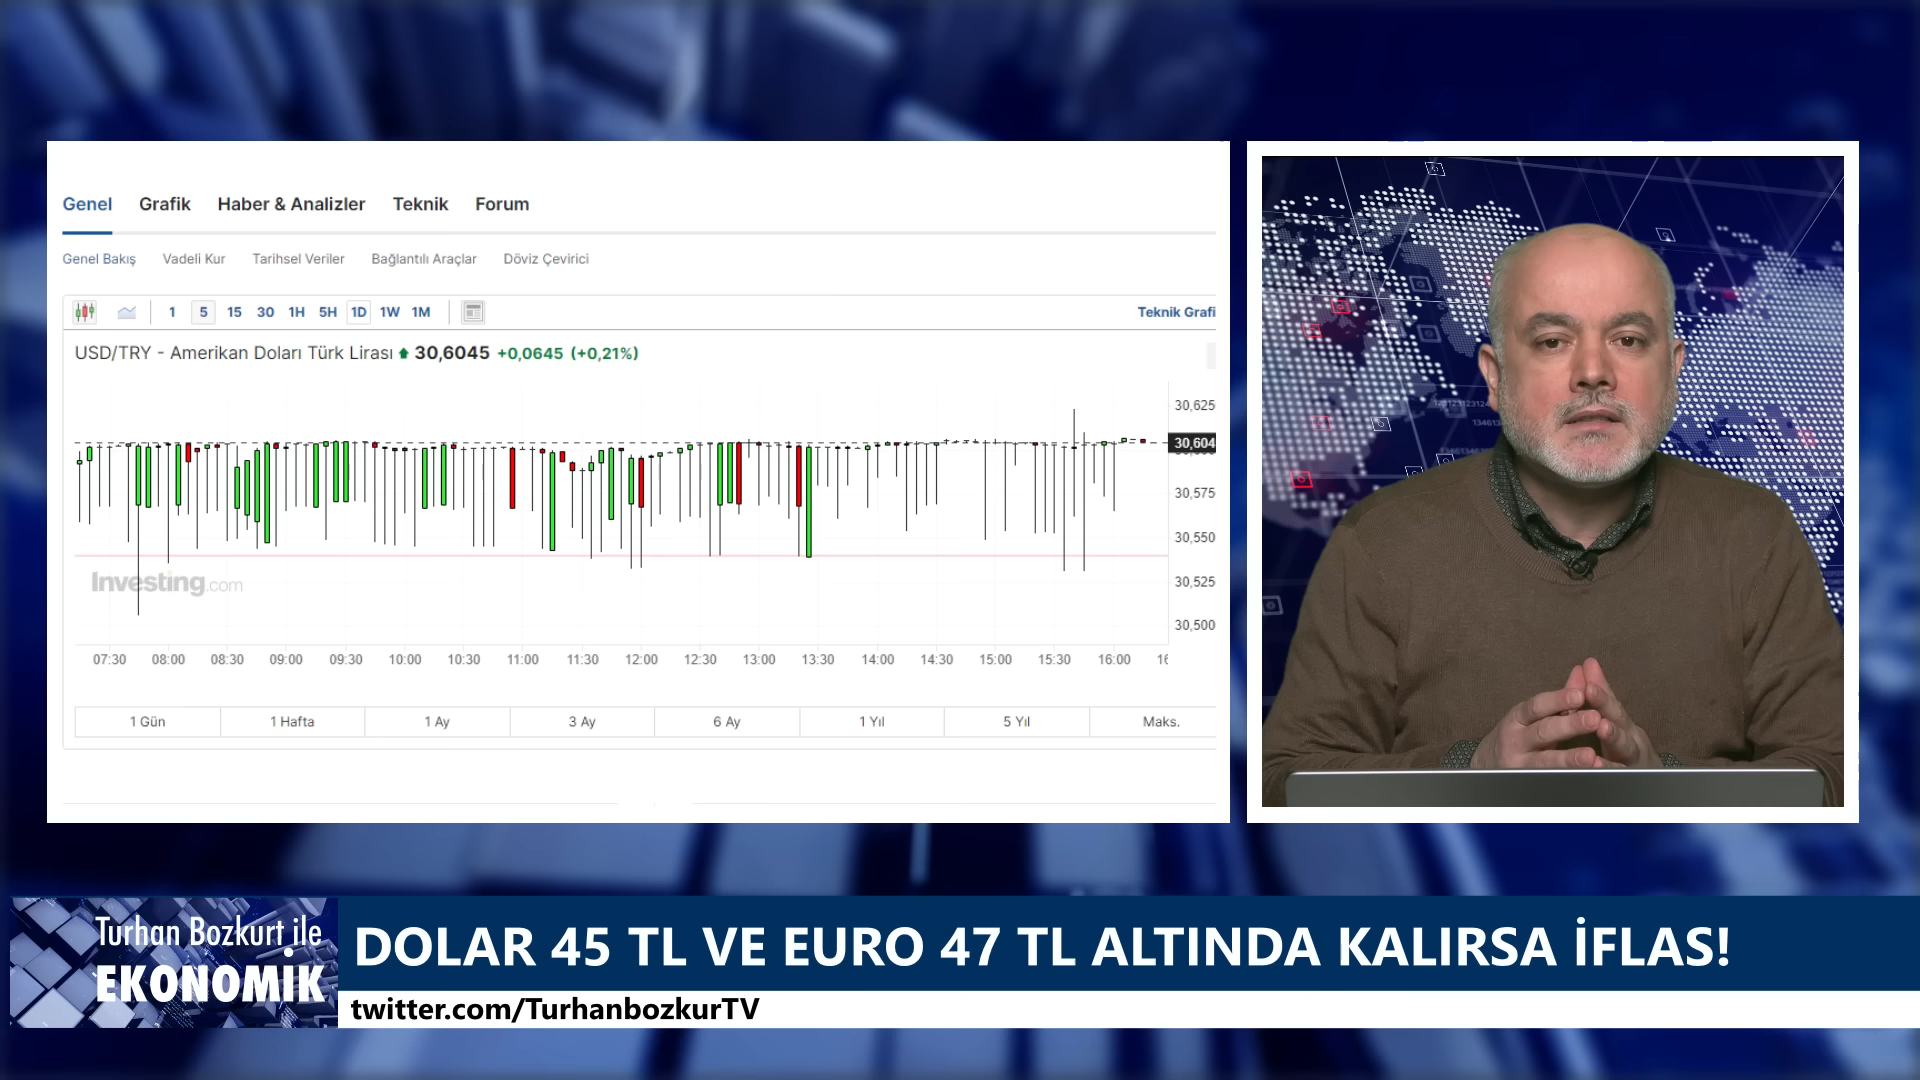 Genel Grafik Haber & Analizler Teknik Forum
Genel Bakış Vadeli Kur Tarihsel Veriler Bağlantılı Araçlar Döviz Çevirici
1 5 15 30 1H 5H 1D 1W 1M Teknik Grafi
USD/TRY - Amerikan Doları Türk Lirası 30,6045 +0,0645 (+0,21%)
30,625
30,604
30,575
30,550
30,525
30,500
Investing.com
07:30 08:00 08:30 09:00 09:30 10:00 10:30 11:00 11:30 12:00 12:30 13:00 13:30 14:00 14:30 15:00 15:30 16:00 16
1 Gün 1 Hafta 1 Ay 3 Ay 6 Ay 1 Yıl 5 Yıl Maks.
Turhan Bozkurt ile
EKONOMİK
DOLAR 45 TL VE EURO 47 TL ALTINDA KALIRSA İFLAS!
twitter.com/TurhanbozkurTV